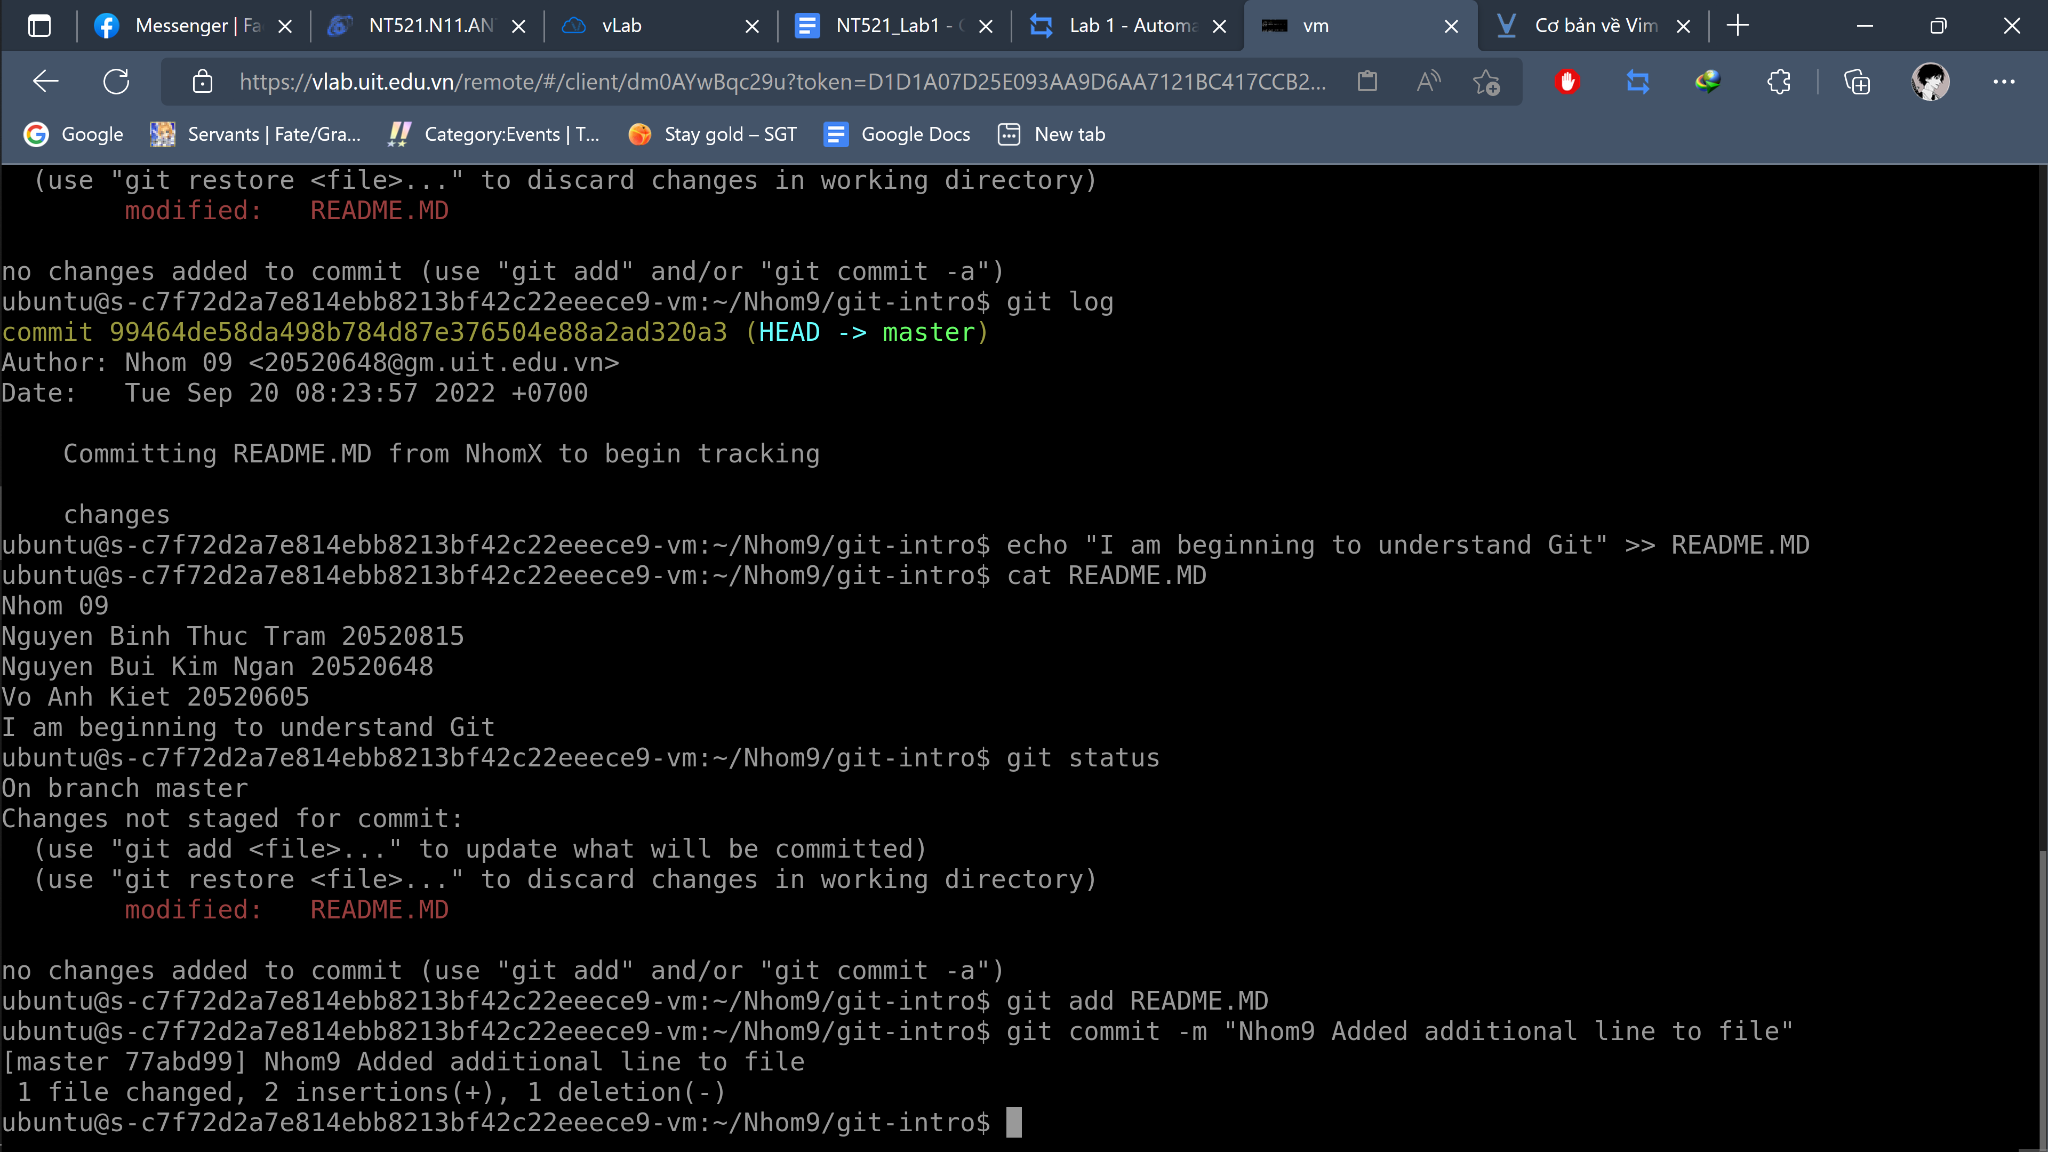 Messenger | Fa
NT521.N11.AN
vLab
NT521_Lab1 -
Lab 1 - Automa
vm
Cơ bản về Vim
https://vlab.uit.edu.vn/remote/#/client/dm0AYwBqc29u?token=D1D1A07D25E093AA9D6AA7121BC417CCB2...
Google
Servants | Fate/Gra...
Category:Events | T...
Stay gold – SGT
Google Docs
New tab
(use "git restore <file>..." to discard changes in working directory)
modified: README.MD
no changes added to commit (use "git add" and/or "git commit -a")
ubuntu@s-c7f72d2a7e814ebb8213bf42c22eeece9-vm:~/Nhom9/git-intro$ git log
commit 99464de58da498b784d87e376504e88a2ad320a3 (HEAD -> master)
Author: Nhom 09 <20520648@gm.uit.edu.vn>
Date: Tue Sep 20 08:23:57 2022 +0700
Committing README.MD from NhomX to begin tracking
changes
ubuntu@s-c7f72d2a7e814ebb8213bf42c22eeece9-vm:~/Nhom9/git-intro$ echo "I am beginning to understand Git" >> README.MD
ubuntu@s-c7f72d2a7e814ebb8213bf42c22eeece9-vm:~/Nhom9/git-intro$ cat README.MD
Nhom 09
Nguyen Binh Thuc Tram 20520815
Nguyen Bui Kim Ngan 20520648
Vo Anh Kiet 20520605
I am beginning to understand Git
ubuntu@s-c7f72d2a7e814ebb8213bf42c22eeece9-vm:~/Nhom9/git-intro$ git status
On branch master
Changes not staged for commit:
(use "git add <file>..." to update what will be committed)
(use "git restore <file>..." to discard changes in working directory)
modified: README.MD
no changes added to commit (use "git add" and/or "git commit -a")
ubuntu@s-c7f72d2a7e814ebb8213bf42c22eeece9-vm:~/Nhom9/git-intro$ git add README.MD
ubuntu@s-c7f72d2a7e814ebb8213bf42c22eeece9-vm:~/Nhom9/git-intro$ git commit -m "Nhom9 Added additional line to file"
[master 77abd99] Nhom9 Added additional line to file
1 file changed, 2 insertions(+), 1 deletion(-)
ubuntu@s-c7f72d2a7e814ebb8213bf42c22eeece9-vm:~/Nhom9/git-intro$